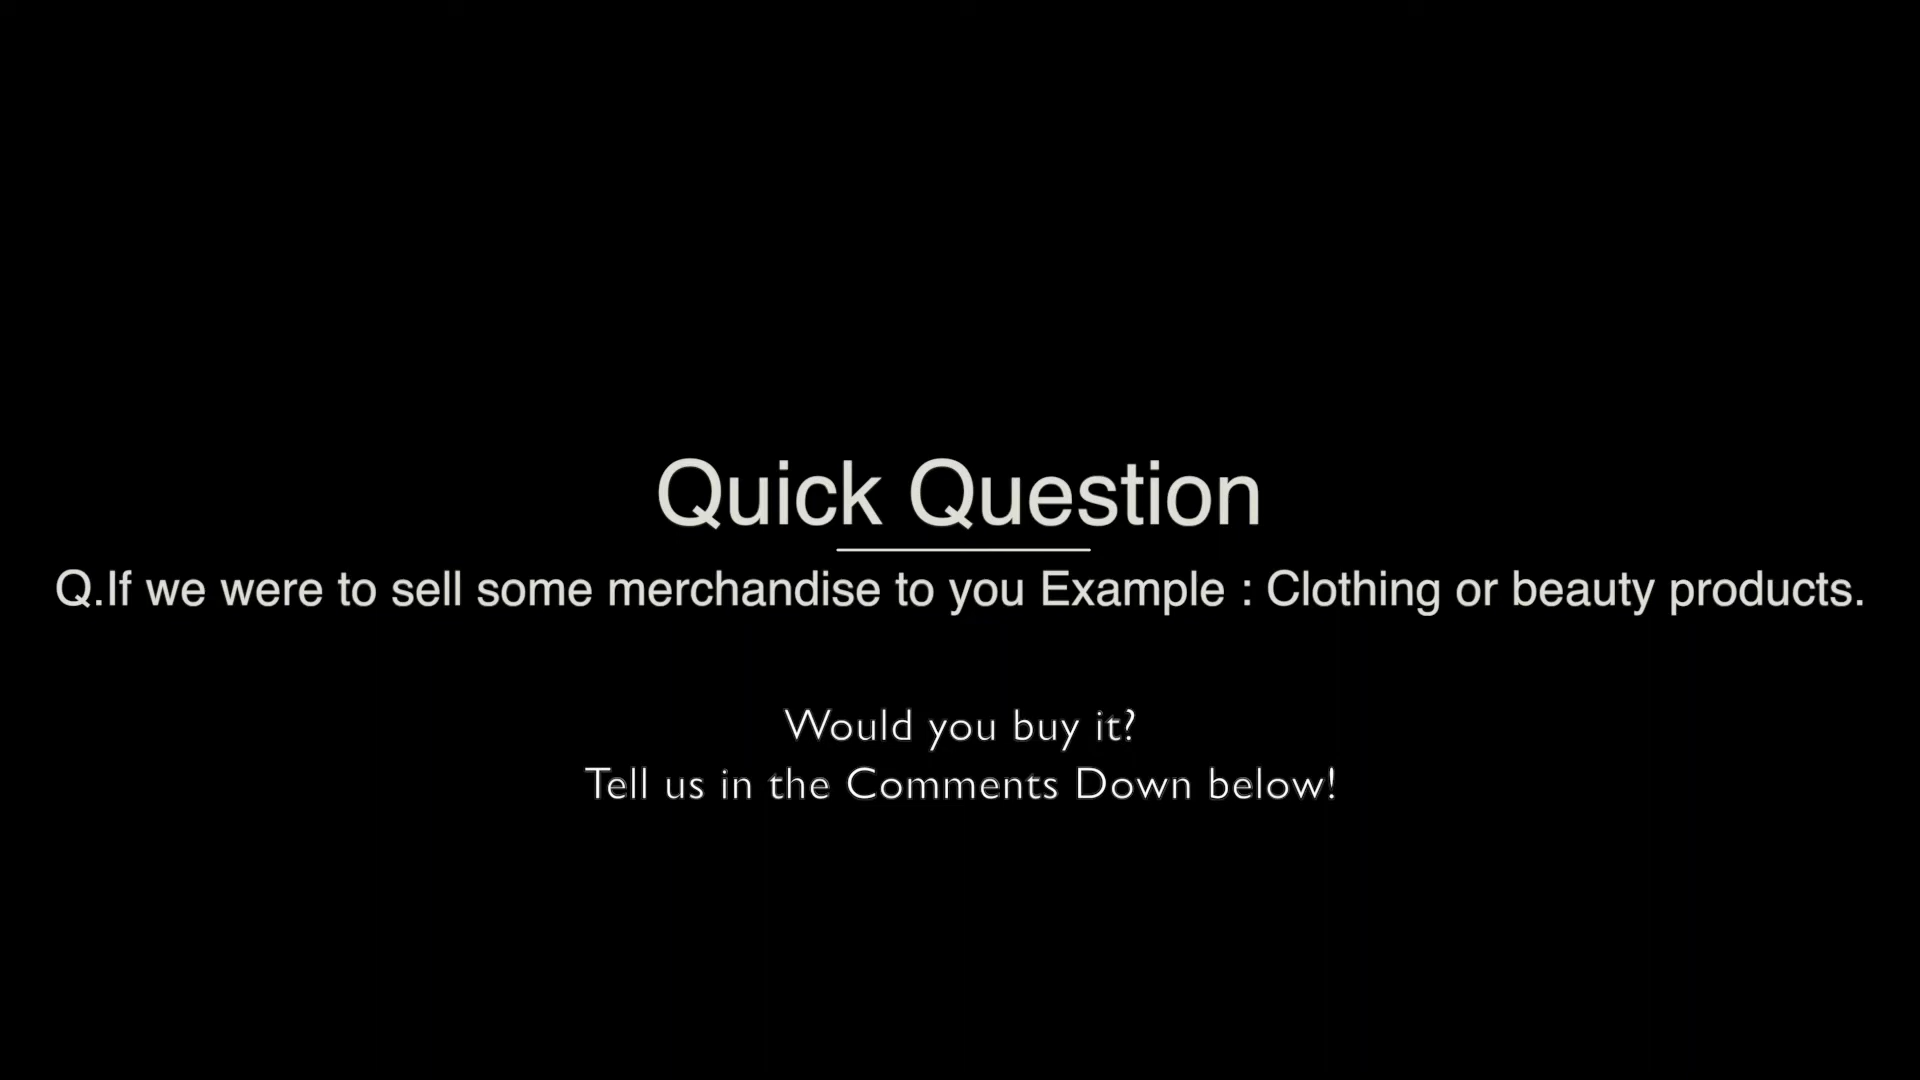 Quick Question
Q.If we were to sell some merchandise to you Example : Clothing or beauty products.
Would you buy it?
Tell us in the Comments Down below!